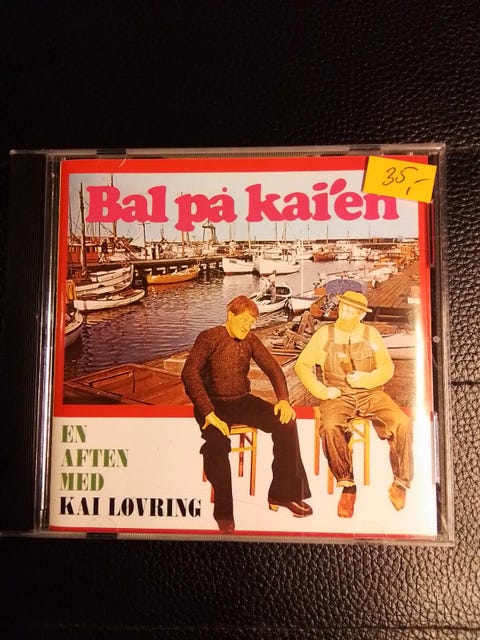 Bal på kai'en
35,-
EN
AFTEN
MED
KAI LØVRING